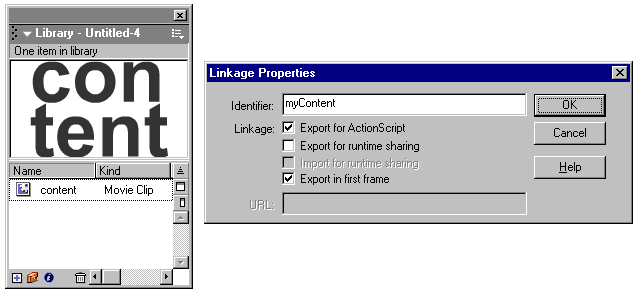 Library - Untitled-4
One item in library
con
tent
Name Kind
content Movie Clip
Linkage Properties
Identifier: myContent
OK
Linkage: Export for ActionScript
Cancel
Export for runtime sharing
Import for runtime sharing
Help
Export in first frame
URL: